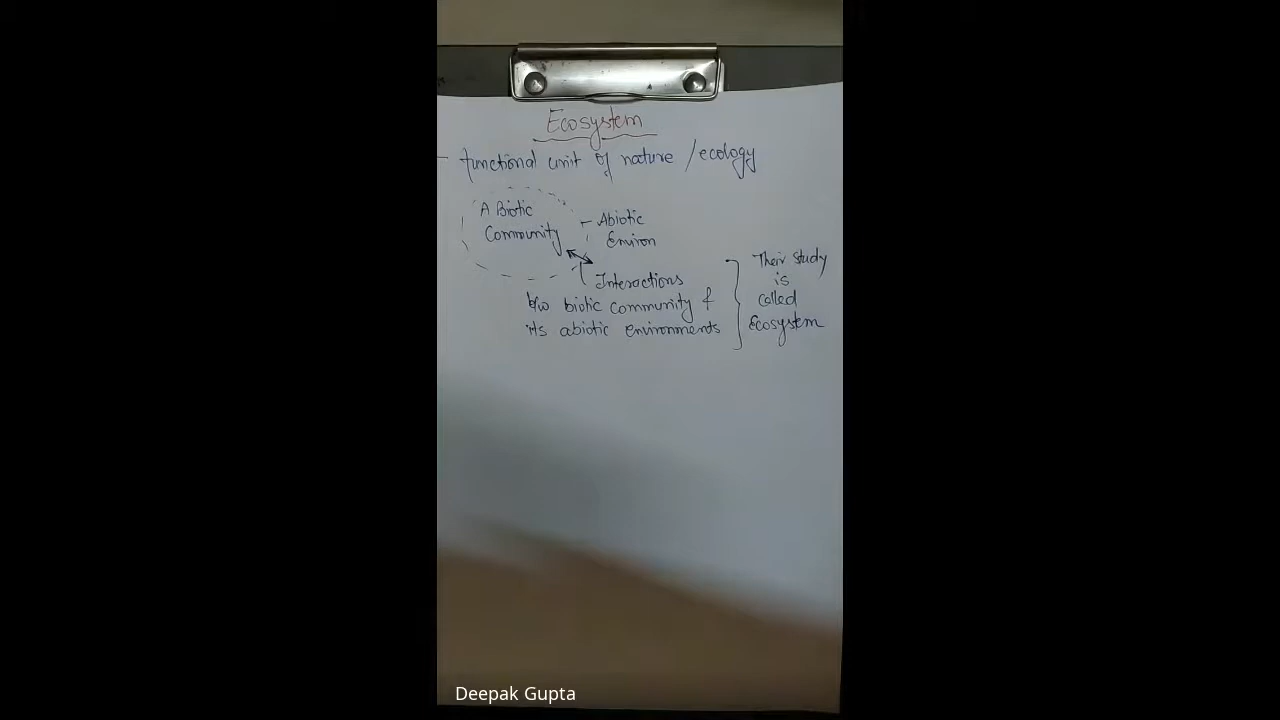 Ecosystem
- functional unit of nature / ecology
A Biotic
Community
- Abiotic
Environ
Interactions
b/w biotic community &
its abiotic environments
Their study
is
called
Ecosystem
Deepak Gupta